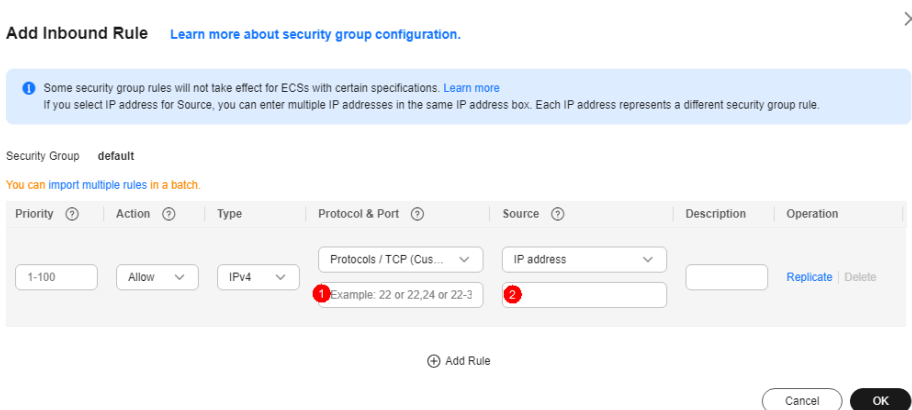 Add Inbound Rule Learn more about security group configuration.
Some security group rules will not take effect for ECSs with certain specifications. Learn more
If you select IP address for Source, you can enter multiple IP addresses in the same IP address box. Each IP address represents a different security group rule.
Security Group default
You can import multiple rules in a batch.
Priority ? Action ? Type Protocol & Port ? Source ? Description Operation
Protocols / TCP (Cus... IP address
1-100 Allow IPv4 Replicate Delete
1 Example: 22 or 22,24 or 22-3 2
Add Rule
Cancel OK